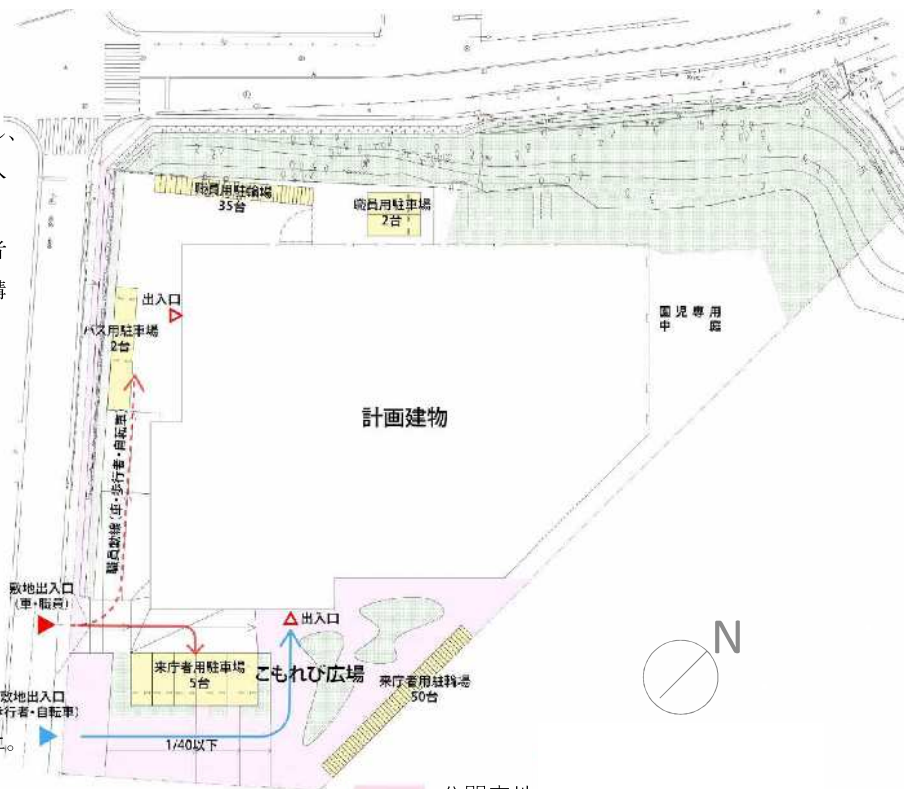 職員用駐輪場
35台
職員用駐車場
2台
出入口
バス用駐車場
2台
園児専用
中庭
計画建物
職員動線(車・歩行者・自転車)
敷地出入口
(車・職員)
出入口
来庁者用駐車場
5台
こもれび広場
来庁者用駐輪場
50台
N
敷地出入口
歩行者・自転車)
1/40以下